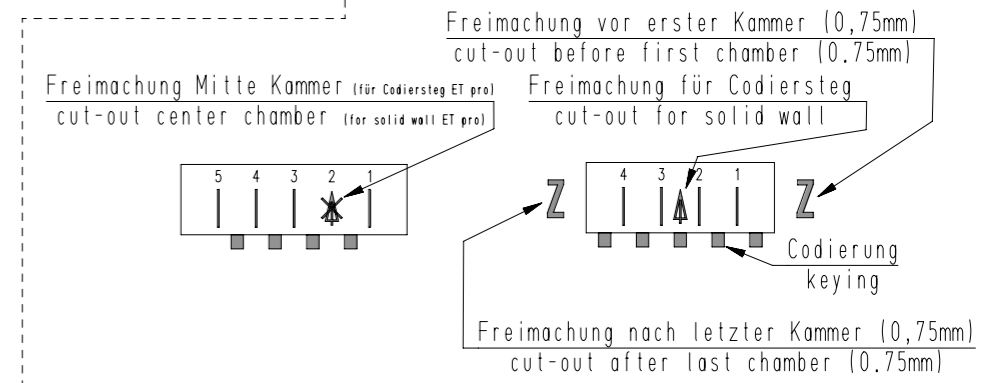 Freimachung vor erster Kammer (0,75mm)
cut-out before first chamber (0.75mm)
Freimachung Mitte Kammer (für Codiersteg ET pro)
cut-out center chamber (for solid wall ET pro)
Freimachung für Codiersteg
cut-out for solid wall
5 4 3 2 1
Z 4 3 2 1 Z
Codierung
keying
Freimachung nach letzter Kammer (0,75mm)
cut-out after last chamber (0.75mm)